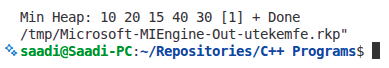 Min Heap: 10 20 15 40 30 [1] + Done
/tmp/Microsoft-MIEngine-Out-utekemfe.rkp"
saadi@Saadi-PC:~/Repositories/C++ Programs$